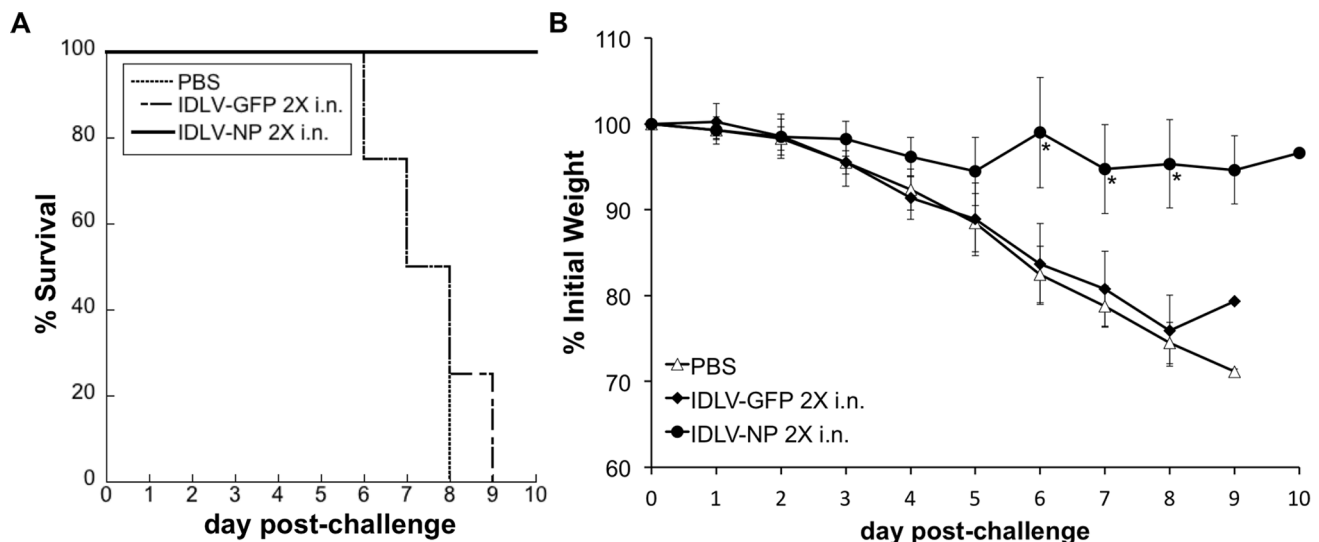 A
% Survival
100
80
60
40
20
0
PBS
IDLV-GFP 2X i.n.
IDLV-NP 2X i.n.
0 1 2 3 4 5 6 7 8 9 10
day post-challenge
B
% Initial Weight
110
100
90
80
70
60
*
*
*
PBS
IDLV-GFP 2X i.n.
IDLV-NP 2X i.n.
0 1 2 3 4 5 6 7 8 9 10
day post-challenge